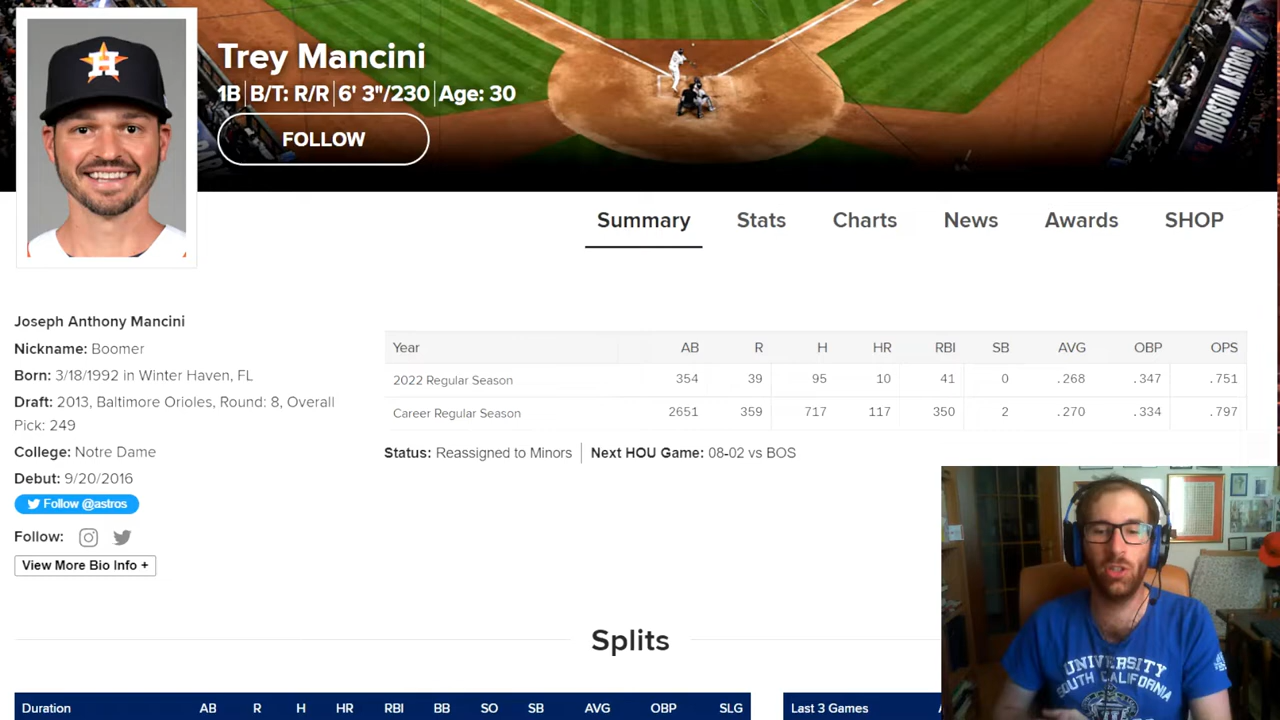 Trey Mancini
1B | B/T: R/R | 6' 3"/230 | Age: 30
FOLLOW
HOUSTON ASTROS
Summary Stats Charts News Awards SHOP
Joseph Anthony Mancini
Nickname: Boomer
Born: 3/18/1992 in Winter Haven, FL
Draft: 2013, Baltimore Orioles, Round: 8, Overall
Pick: 249
College: Notre Dame
Debut: 9/20/2016
Follow @astros
Follow:
View More Bio Info +
Year AB R H HR RBI SB AVG OBP OPS
2022 Regular Season 354 39 95 10 41 0 .268 .347 .751
Career Regular Season 2651 359 717 117 350 2 .270 .334 .797
Status: Reassigned to Minors | Next HOU Game: 08-02 vs BOS
Splits
Duration AB R H HR RBI BB SO SB AVG OBP SLG
Last 3 Games
UNIVERSITY
SOUTH CALIFORNIA